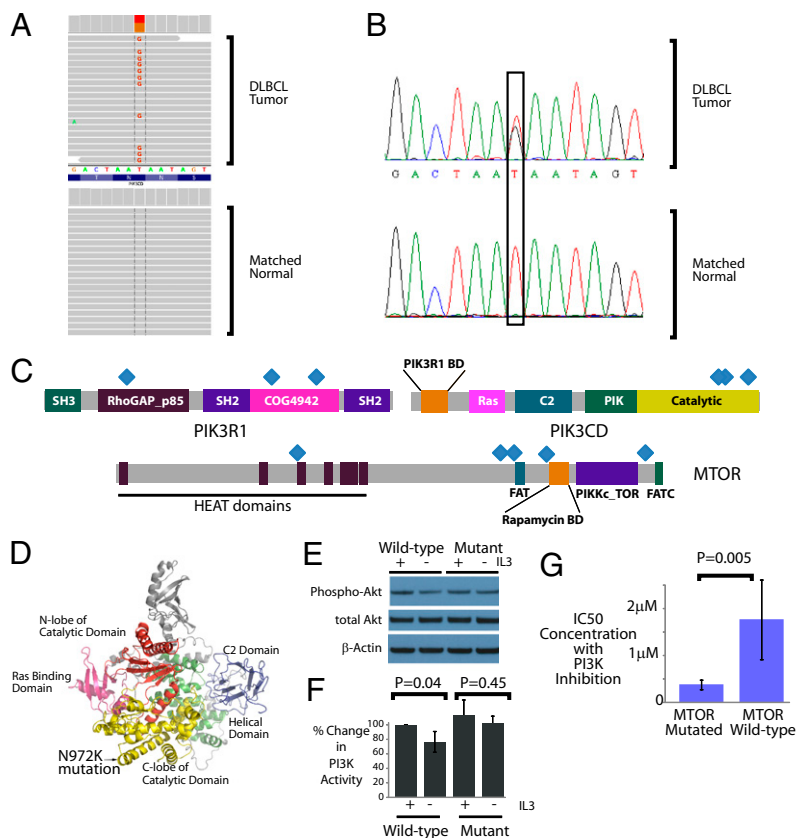 A
G
G
G
G
G
G
G
A
G
G
G
G A C T A A T A A T A G T
I N N S
PIK3CD
DLBCL
Tumor
Matched
Normal
B
G A C T A A T A A T A G T
DLBCL
Tumor
Matched
Normal
C
SH3 RhoGAP_p85 SH2 COG4942 SH2
PIK3R1
PIK3R1 BD
Ras C2 PIK Catalytic
PIK3CD
MTOR
HEAT domains
FAT
PIKKc_TOR
FATC
Rapamycin BD
D
N-lobe of
Catalytic Domain
Ras Binding
Domain
C2 Domain
Helical
Domain
N972K
mutation
C-lobe of
Catalytic Domain
E
Wild-type Mutant
+ - + - IL3
Phospho-Akt
total Akt
β-Actin
F
P=0.04 P=0.45
% Change
in
PI3K
Activity
100
80
60
40
20
0
+ - + - IL3
Wild-type Mutant
G
P=0.005
IC50
Concentration
with
PI3K
Inhibition
2μM
1μM
0
MTOR
Mutated
MTOR
Wild-type